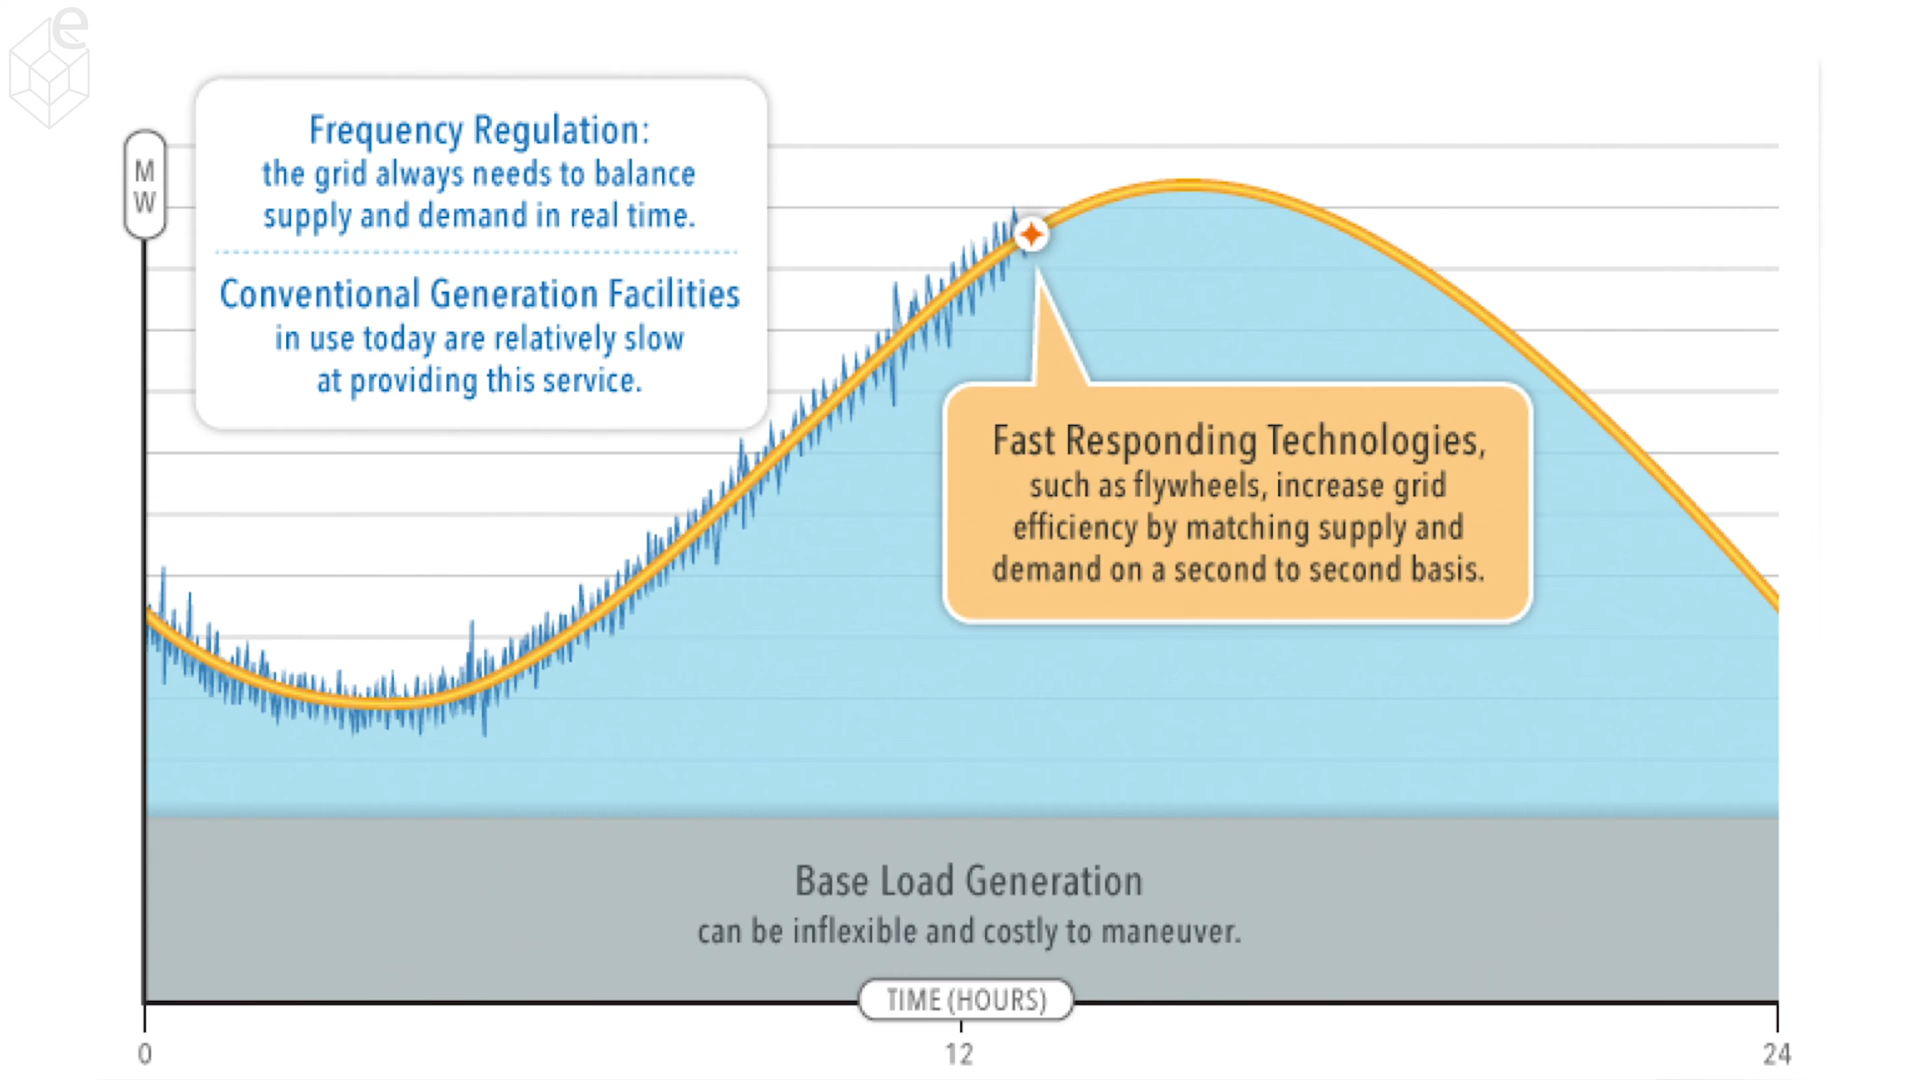 e
M
W
Frequency Regulation:
the grid always needs to balance
supply and demand in real time.
Conventional Generation Facilities
in use today are relatively slow
at providing this service.
Fast Responding Technologies,
such as flywheels, increase grid
efficiency by matching supply and
demand on a second to second basis.
Base Load Generation
can be inflexible and costly to maneuver.
TIME (HOURS)
0 12 24